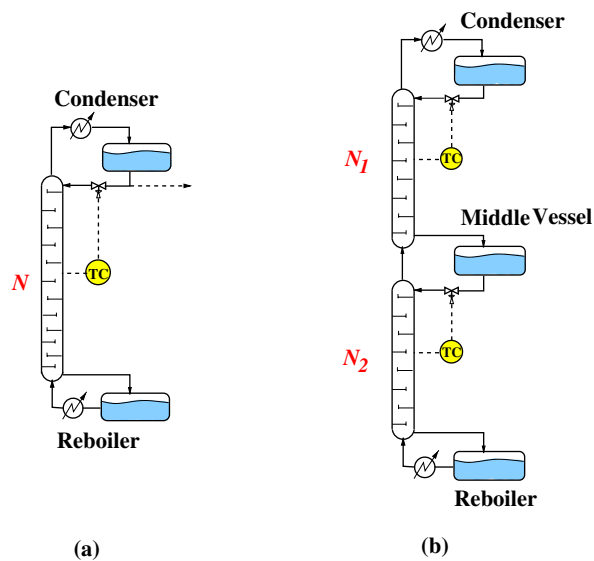 Condenser
N
TC
Reboiler
(a)
Condenser
N1
TC
Middle Vessel
N2
TC
Reboiler
(b)